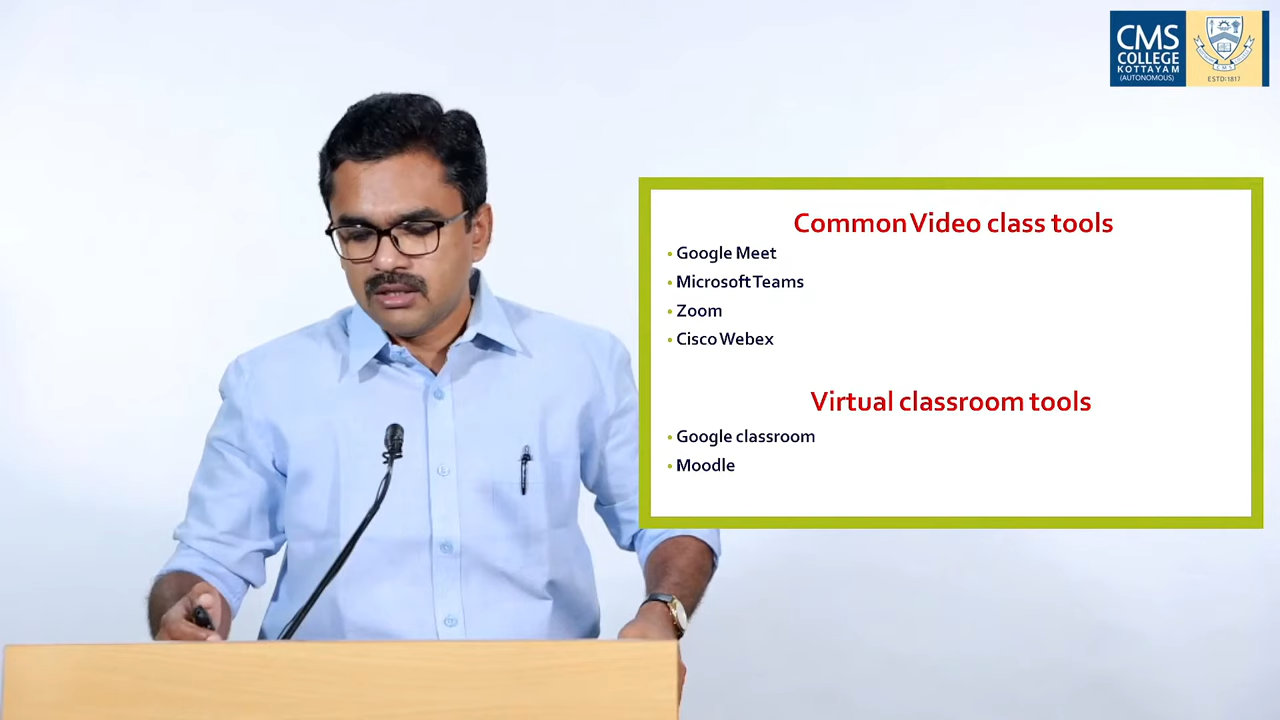 CMS
COLLEGE
KOTTAYAM
(AUTONOMOUS)
ESTD:1817
Common Video class tools
• Google Meet
• Microsoft Teams
• Zoom
• Cisco Webex
Virtual classroom tools
• Google classroom
• Moodle